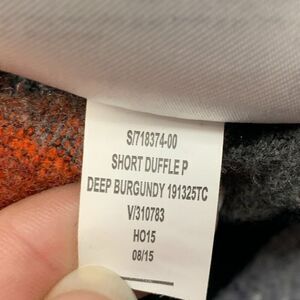 S/718374-00
SHORT DUFFLE P
DEEP BURGUNDY 191325TC
V/310783
HO15
08/15